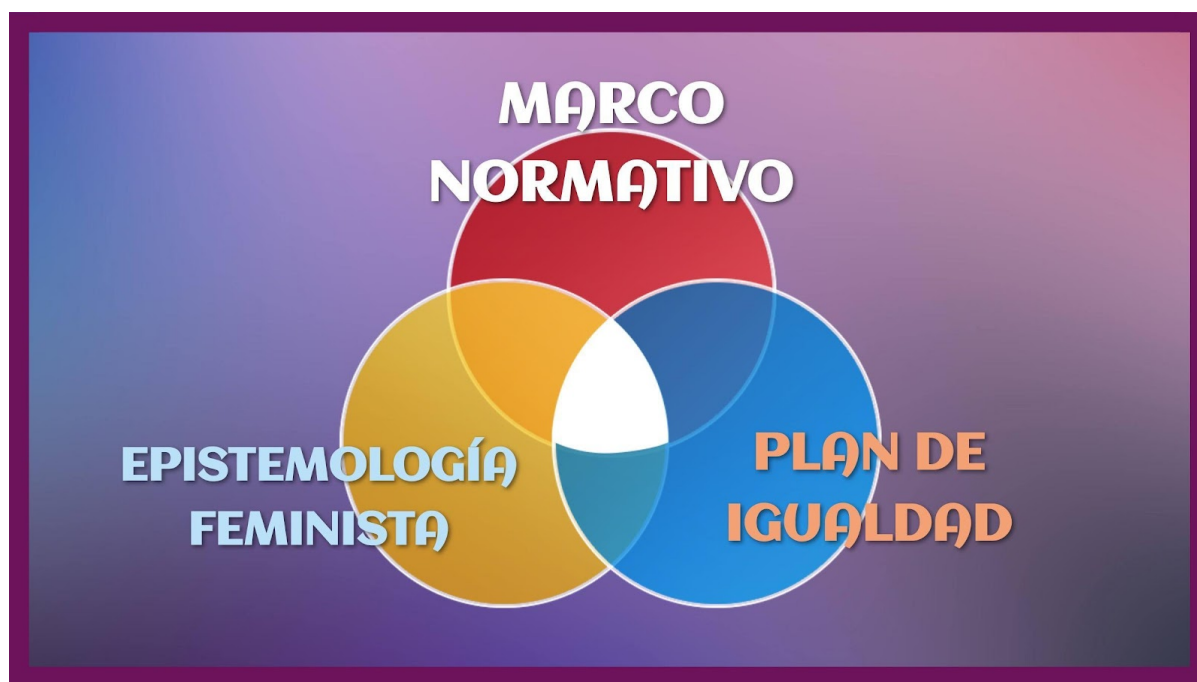 MARCO
NORMATIVO
EPISTEMOLOGÍA
FEMINISTA
PLAN DE
IGUALDAD